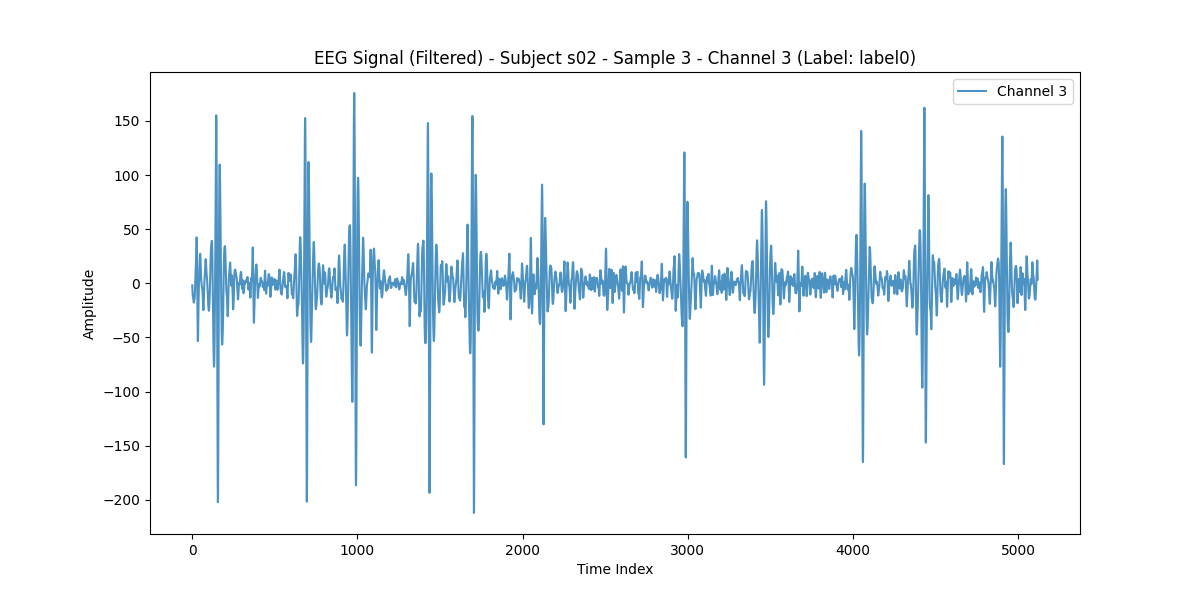 EEG Signal (Filtered) - Subject s02 - Sample 3 - Channel 3 (Label: label0)
Channel 3
150
100
50
0
−50
−100
−150
−200
Amplitude
0 1000 2000 3000 4000 5000
Time Index